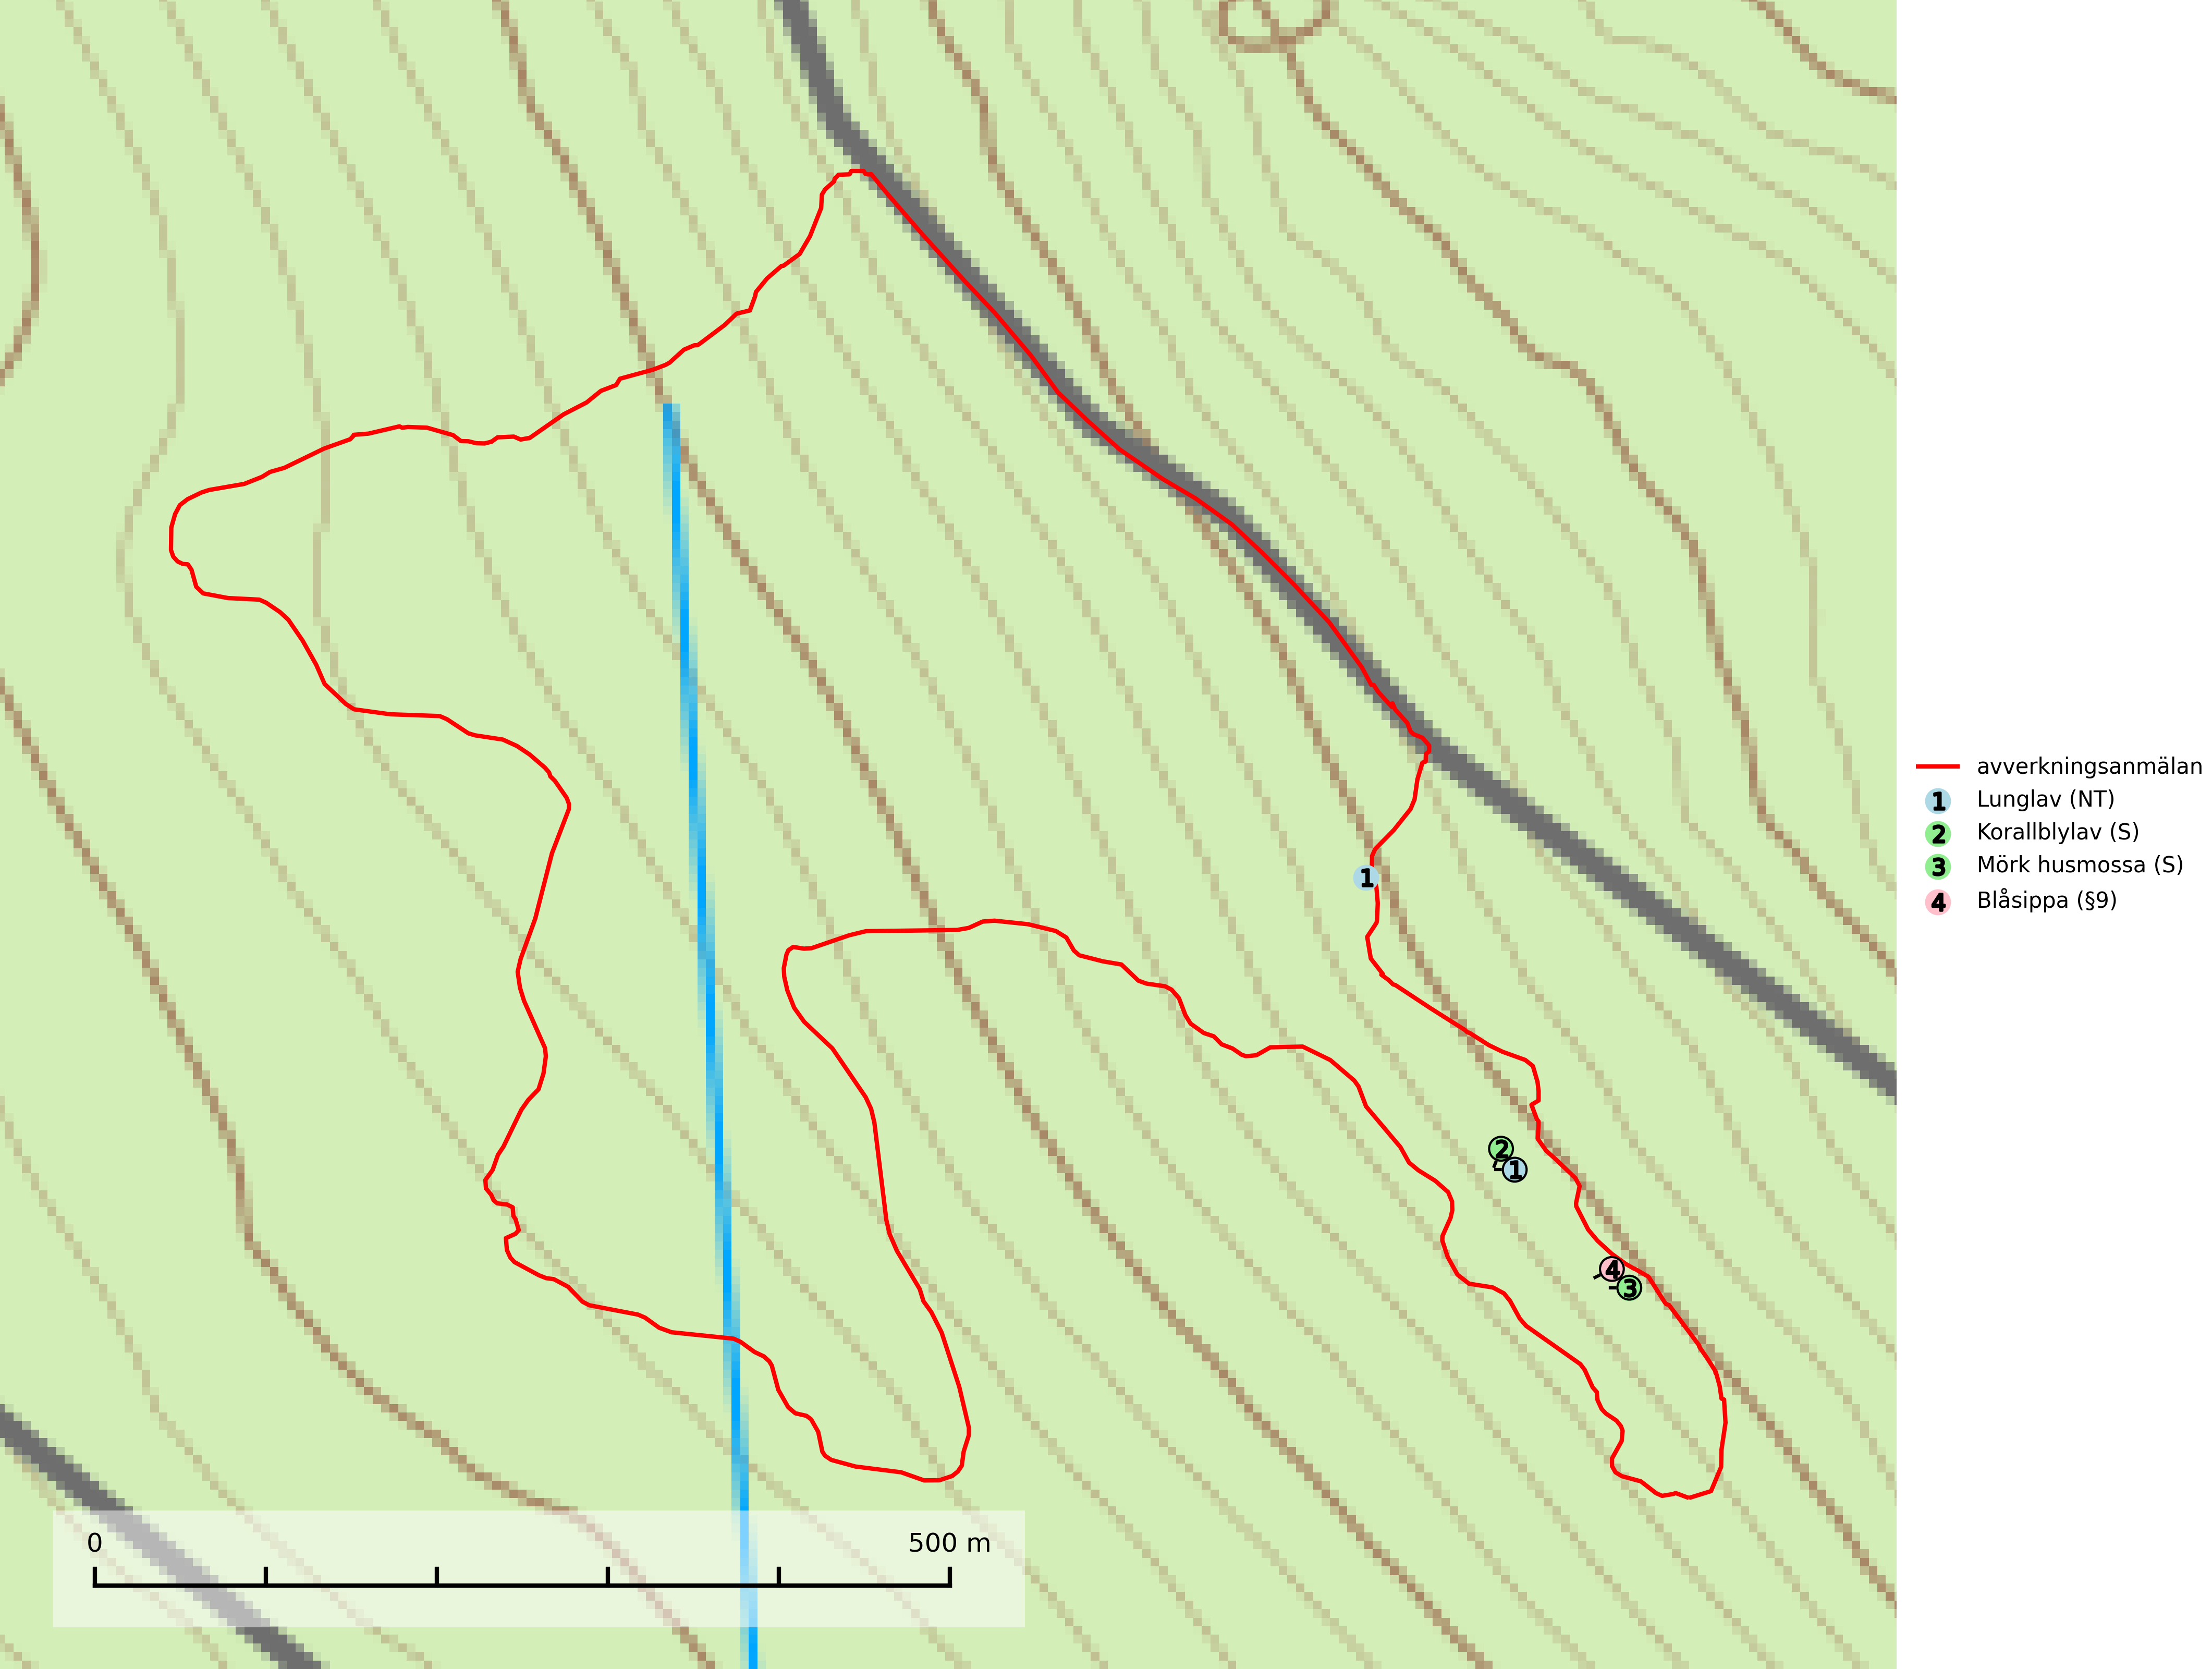 1
2
1
4
3
0 500 m
avverkningsanmälan
1 Lunglav (NT)
2 Korallblylav (S)
3 Mörk husmossa (S)
4 Blåsippa (§9)